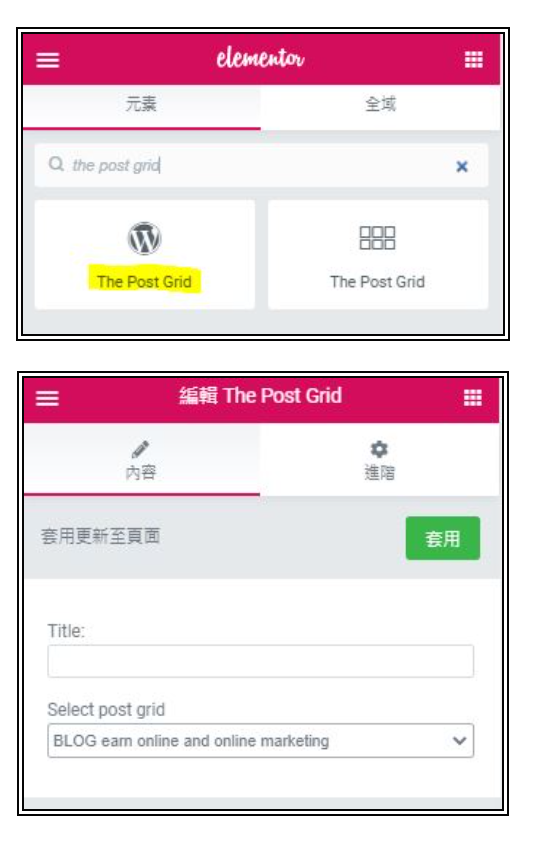 elementor
元素 全域
the post grid
The Post Grid The Post Grid
編輯 The Post Grid
內容 進階
套用更新至頁面 套用
Title:
Select post grid
BLOG earn online and online marketing